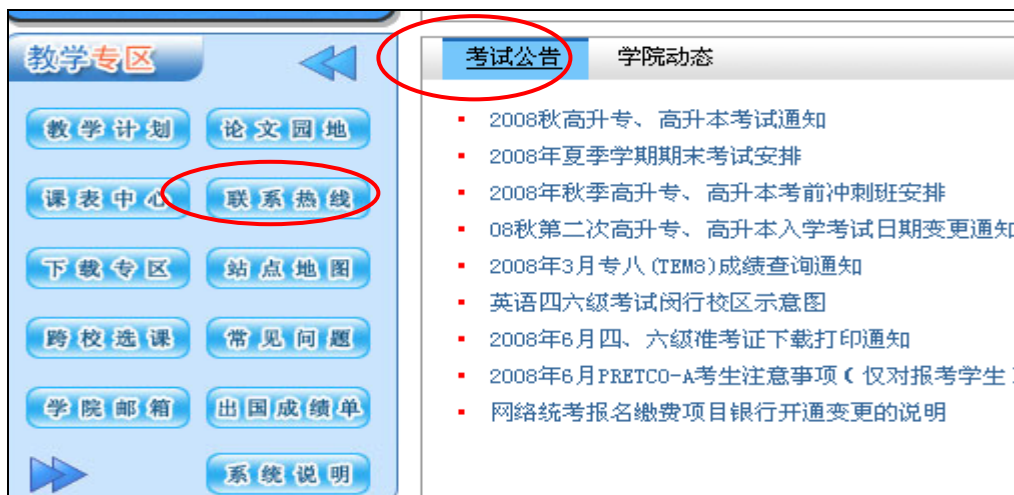 教学专区
教学计划
论文园地
课表中心
联系热线
下载专区
站点地图
跨校选课
常见问题
学院邮箱
出国成绩单
系统说明
考试公告
学院动态
2008秋高升专、高升本考试通知
2008年夏季学期期末考试安排
2008年秋季高升专、高升本考前冲刺班安排
08秋第二次高升专、高升本入学考试日期变更通知
2008年3月专八(TEM8)成绩查询通知
英语四六级考试闵行校区示意图
2008年6月四、六级准考证下载打印通知
2008年6月PRETCO-A考生注意事项(仅对报考学生)
网络统考报名缴费项目银行开通变更的说明